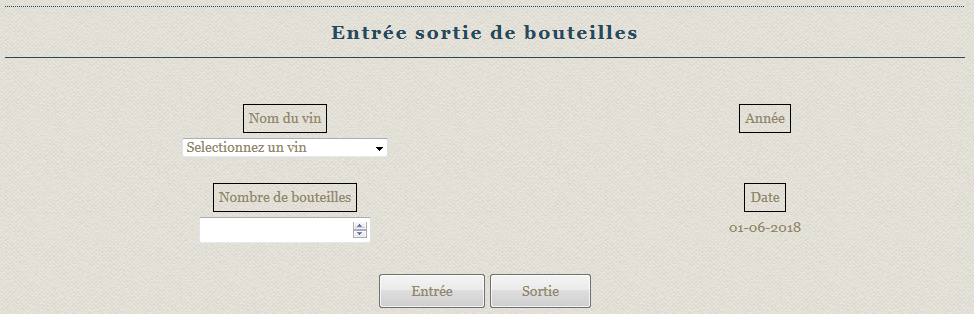 Entrée sortie de bouteilles
Nom du vin
Année
Selectionnez un vin
Nombre de bouteilles
Date
01-06-2018
Entrée
Sortie